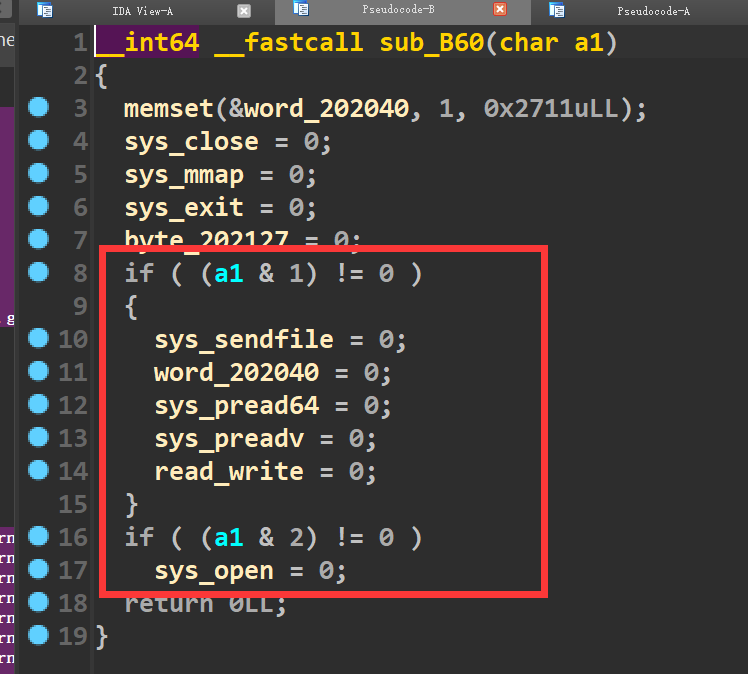 IDA View-A Pseudocode-B Pseudocode-A
1 __int64 __fastcall sub_B60(char a1)
2 {
3 memset(&word_202040, 1, 0x2711uLL);
4 sys_close = 0;
5 sys_mmap = 0;
6 sys_exit = 0;
7 byte_202127 = 0;
8 if ( (a1 & 1) != 0 )
9 {
10 sys_sendfile = 0;
11 word_202040 = 0;
12 sys_pread64 = 0;
13 sys_preadv = 0;
14 read_write = 0;
15 }
16 if ( (a1 & 2) != 0 )
17 sys_open = 0;
18 return 0LL;
19 }